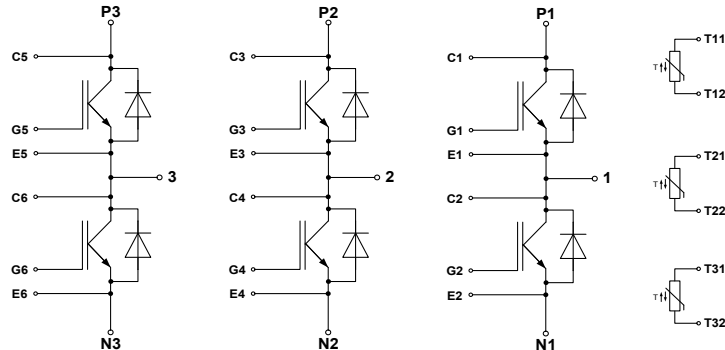 P3 P2 P1
C5 C3 C1
G5 G3 G1
E5 E3 E1
3 2 1
C6 C4 C2
G6 G4 G2
E6 E4 E2
N3 N2 N1
T11
T
T12
T21
T
T22
T31
T
T32